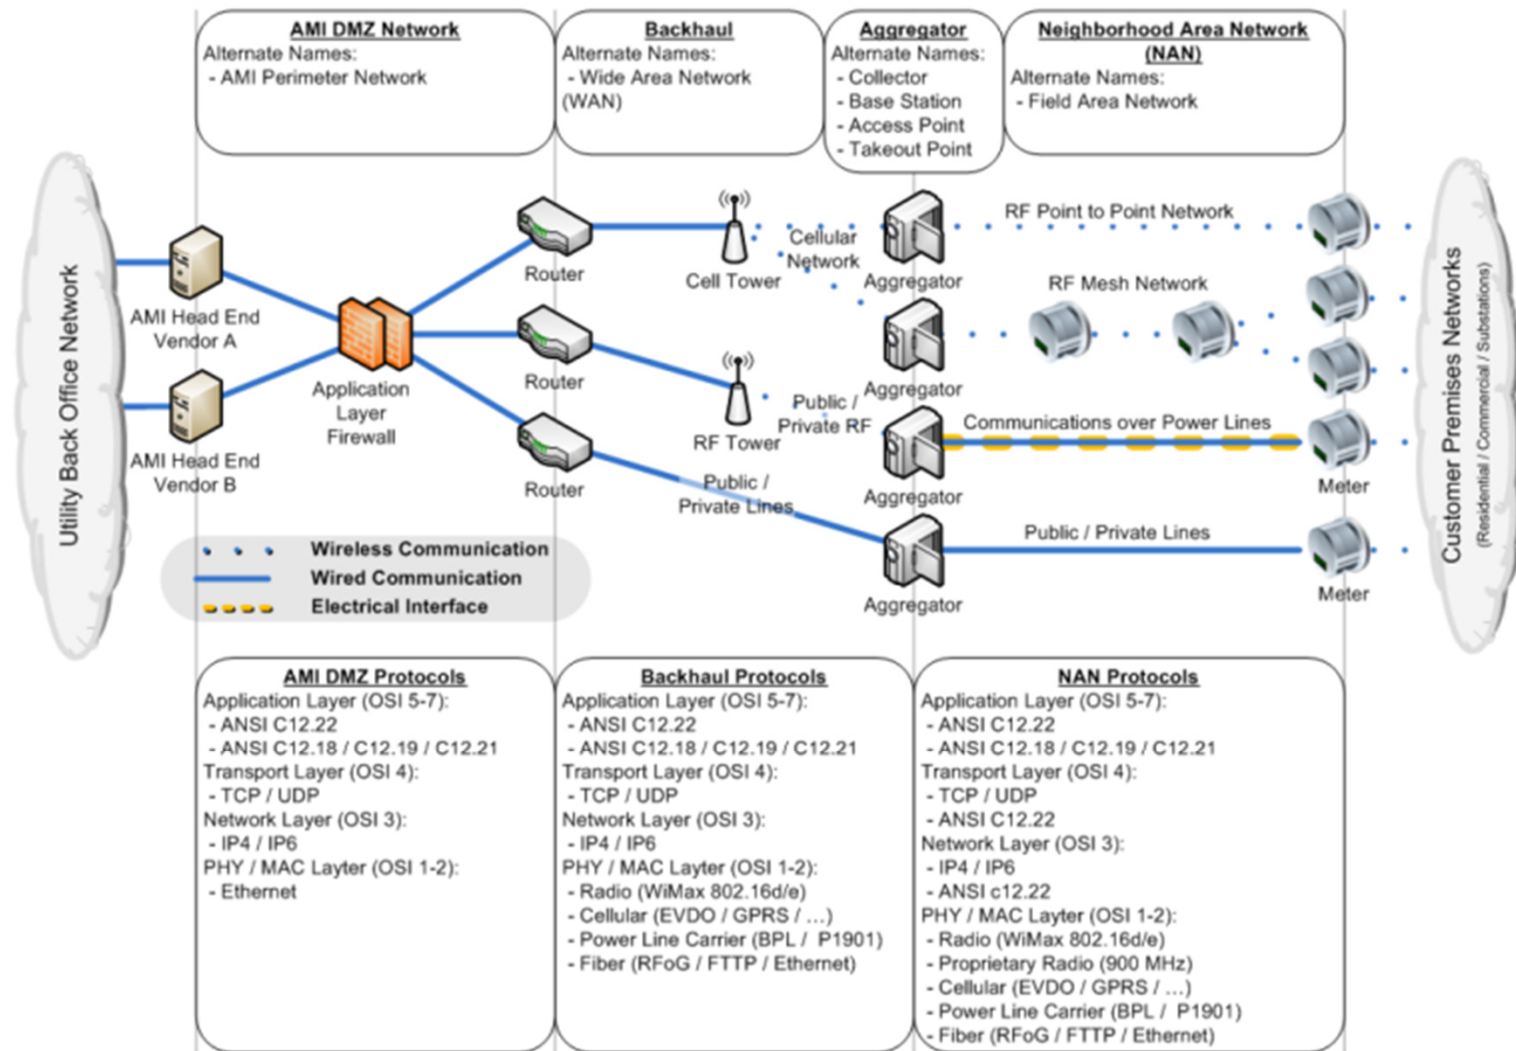 AMI DMZ Network
Alternate Names:
- AMI Perimeter Network
Backhaul
Alternate Names:
- Wide Area Network
(WAN)
Aggregator
Alternate Names:
- Collector
- Base Station
- Access Point
- Takeout Point
Neighborhood Area Network
(NAN)
Alternate Names:
- Field Area Network
Utility Back Office Network
AMI Head End
Vendor A
AMI Head End
Vendor B
Application
Layer
Firewall
Router
Router
Router
Cell Tower
RF Tower
Cellular
Network
Public /
Private RF
Public /
Private Lines
Aggregator
Aggregator
Aggregator
Aggregator
RF Point to Point Network
RF Mesh Network
Communications over Power Lines
Public / Private Lines
Meter
Meter
Customer Premises Networks
(Residential / Commercial / Substations)
Wireless Communication
Wired Communication
Electrical Interface
AMI DMZ Protocols
Application Layer (OSI 5-7):
- ANSI C12.22
- ANSI C12.18 / C12.19 / C12.21
Transport Layer (OSI 4):
- TCP / UDP
Network Layer (OSI 3):
- IP4 / IP6
PHY / MAC Layter (OSI 1-2):
- Ethernet
Backhaul Protocols
Application Layer (OSI 5-7):
- ANSI C12.22
- ANSI C12.18 / C12.19 / C12.21
Transport Layer (OSI 4):
- TCP / UDP
Network Layer (OSI 3):
- IP4 / IP6
PHY / MAC Layter (OSI 1-2):
- Radio (WiMax 802.16d/e)
- Cellular (EVDO / GPRS / ...)
- Power Line Carrier (BPL / P1901)
- Fiber (RFoG / FTTP / Ethernet)
NAN Protocols
Application Layer (OSI 5-7):
- ANSI C12.22
- ANSI C12.18 / C12.19 / C12.21
Transport Layer (OSI 4):
- TCP / UDP
- ANSI C12.22
Network Layer (OSI 3):
- IP4 / IP6
- ANSI c12.22
PHY / MAC Layter (OSI 1-2):
- Radio (WiMax 802.16d/e)
- Proprietary Radio (900 MHz)
- Cellular (EVDO / GPRS / ...)
- Power Line Carrier (BPL / P1901)
- Fiber (RFoG / FTTP / Ethernet)